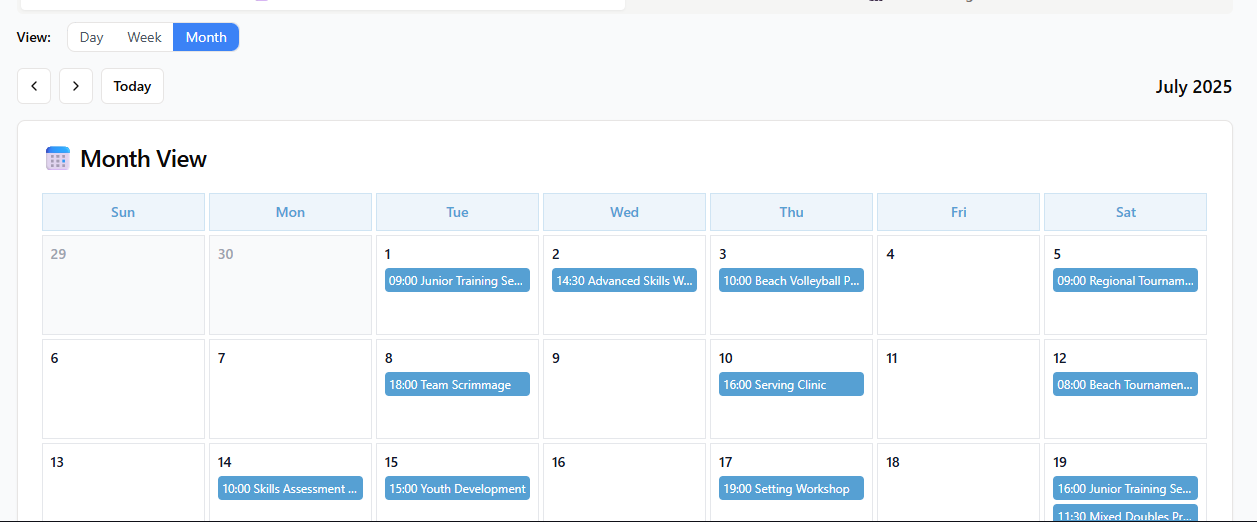 View: Day Week Month
Today July 2025
Month View
Sun Mon Tue Wed Thu Fri Sat
29 30 1 2 3 4 5
09:00 Junior Training Se... 14:30 Advanced Skills W... 10:00 Beach Volleyball P... 09:00 Regional Tournam...
6 7 8 9 10 11 12
18:00 Team Scrimmage 16:00 Serving Clinic 08:00 Beach Tournamen...
13 14 15 16 17 18 19
10:00 Skills Assessment ... 15:00 Youth Development 19:00 Setting Workshop 16:00 Junior Training Se...
11:30 Mixed Doubles Pr...